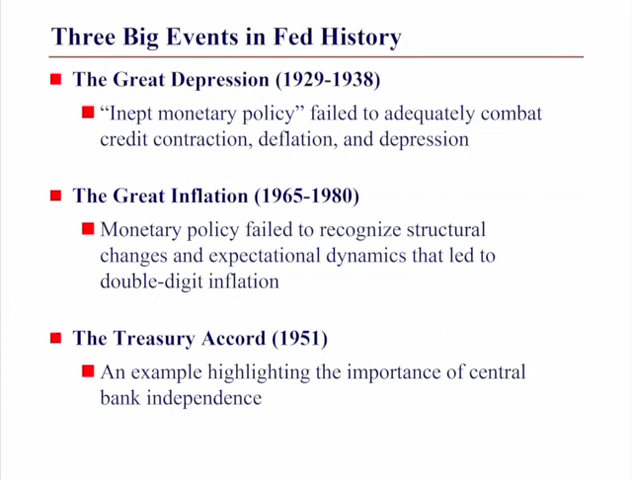 Three Big Events in Fed History
The Great Depression (1929-1938)
“Inept monetary policy” failed to adequately combat
credit contraction, deflation, and depression
The Great Inflation (1965-1980)
Monetary policy failed to recognize structural
changes and expectational dynamics that led to
double-digit inflation
The Treasury Accord (1951)
An example highlighting the importance of central
bank independence